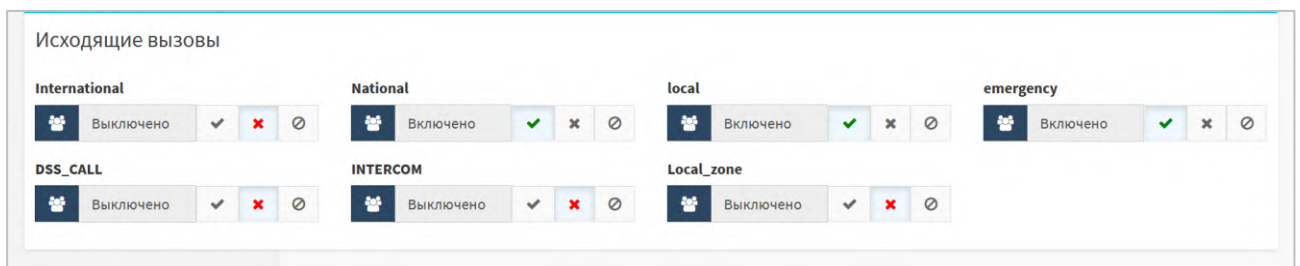 Исходящие вызовы
International National local emergency
Выключено Включено Включено Включено
DSS_CALL INTERCOM Local_zone
Выключено Выключено Выключено